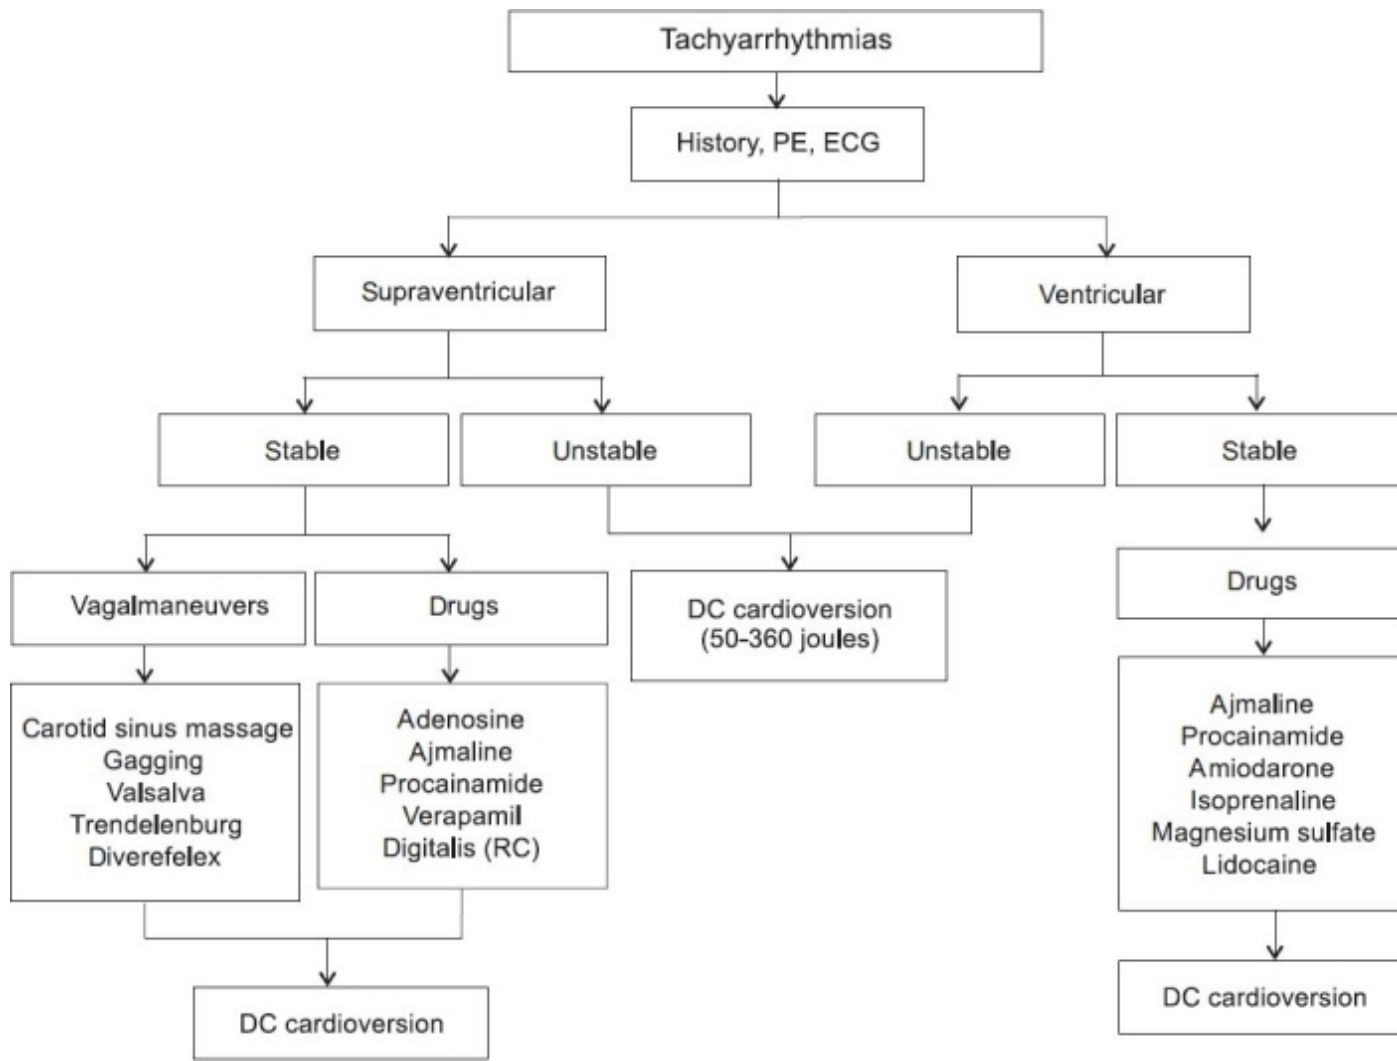 Tachyarrhythmias
History, PE, ECG
Supraventricular
Ventricular
Stable
Unstable
Unstable
Stable
Vagalmaneuvers
Drugs
DC cardioversion
(50-360 joules)
Drugs
Carotid sinus massage
Gagging
Valsalva
Trendelenburg
Diverefelex
Adenosine
Ajmaline
Procainamide
Verapamil
Digitalis (RC)
Ajmaline
Procainamide
Amiodarone
Isoprenaline
Magnesium sulfate
Lidocaine
DC cardioversion
DC cardioversion